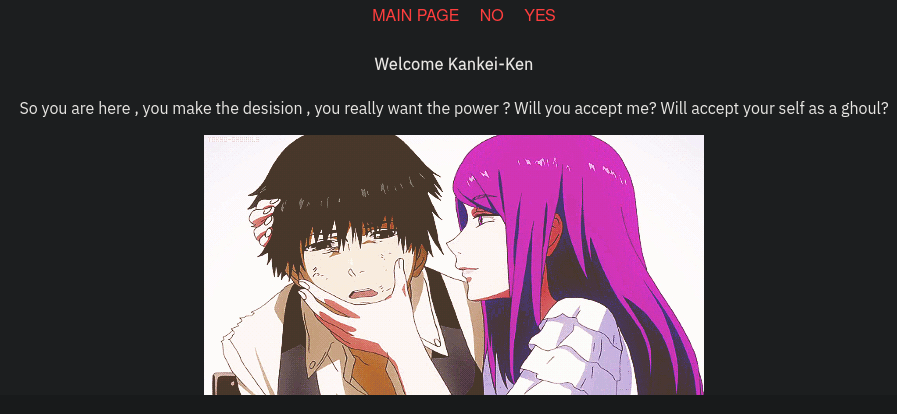 MAIN PAGE NO YES
Welcome Kankei-Ken
So you are here , you make the desision , you really want the power ? Will you accept me? Will accept your self as a ghoul?